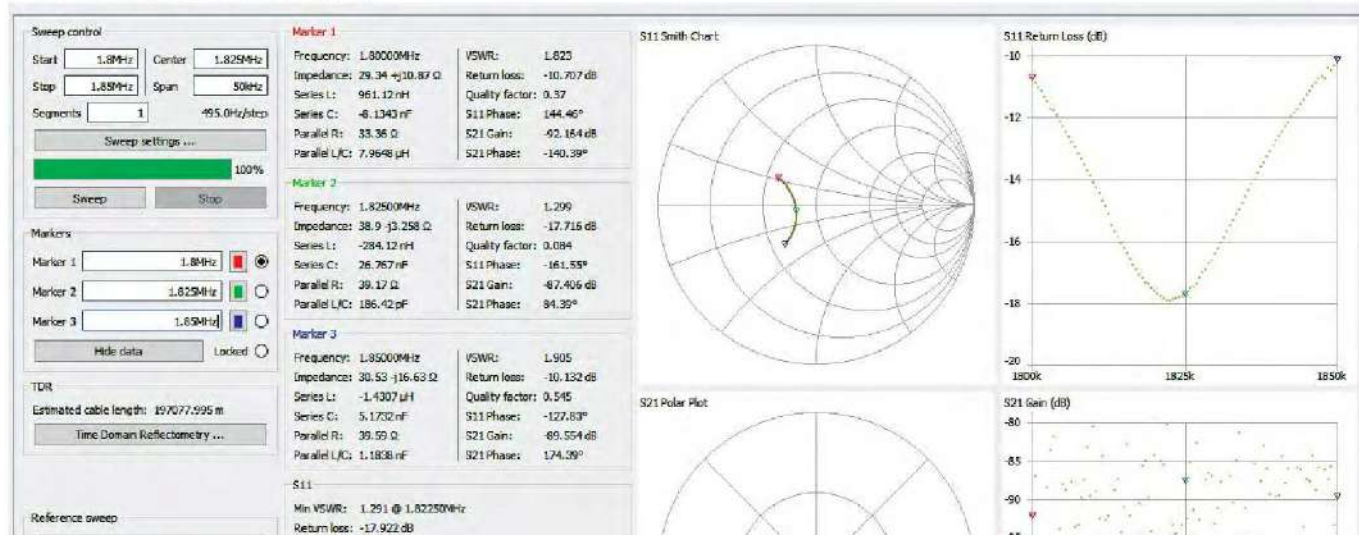 Sweep control
Start 1.8MHz Center 1.825MHz
Stop 1.85MHz Span 50kHz
Segments 1 495.0Hz/step
Sweep settings ...
100%
Sweep Stop
Markers
Marker 1 1.8MHz
Marker 2 1.825MHz
Marker 3 1.85MHz
Hide data Locked
TDR
Estimated cable length: 197077.995 m
Time Domain Reflectometry ...
Reference sweep
Marker 1
Frequency: 1.80000MHz VSWR: 1.823
Impedance: 29.34 +j10.87 Ω Return loss: -10.707 dB
Series L: 961.12 nH Quality factor: 0.37
Series C: -8.1343 nF S11 Phase: 144.46°
Parallel R: 33.36 Ω S21 Gain: -92.164 dB
Parallel L/C: 7.9648 µH S21 Phase: -140.39°
Marker 2
Frequency: 1.82500MHz VSWR: 1.299
Impedance: 38.9 -j3.258 Ω Return loss: -17.716 dB
Series L: -284.12 nH Quality factor: 0.084
Series C: 26.767 nF S11 Phase: -161.55°
Parallel R: 39.17 Ω S21 Gain: -87.406 dB
Parallel L/C: 186.42 pF S21 Phase: 84.39°
Marker 3
Frequency: 1.85000MHz VSWR: 1.905
Impedance: 30.53 -j16.63 Ω Return loss: -10.132 dB
Series L: -1.4307 µH Quality factor: 0.545
Series C: 5.1732 nF S11 Phase: -127.83°
Parallel R: 39.59 Ω S21 Gain: -89.554 dB
Parallel L/C: 1.1838 nF S21 Phase: 174.39°
S11
Min VSWR: 1.291 @ 1.82250MHz
Return loss: -17.922 dB
S11 Smith Chart
S11 Return Loss (dB)
-10
-12
-14
-16
-18
-20
1800k 1825k 1850k
S21 Polar Plot
S21 Gain (dB)
-80
-85
-90